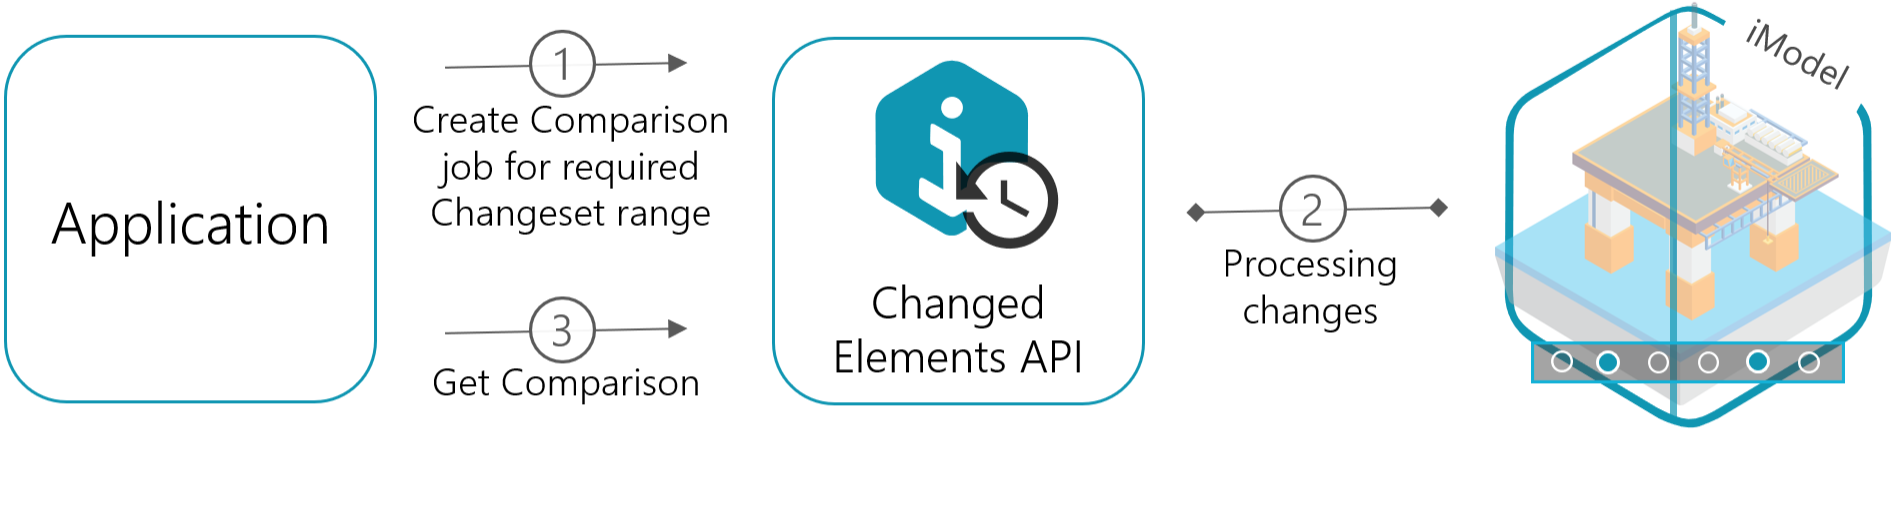 Application
1
Create Comparison
job for required
Changeset range
3
Get Comparison
Changed
Elements API
2
Processing
changes
iModel